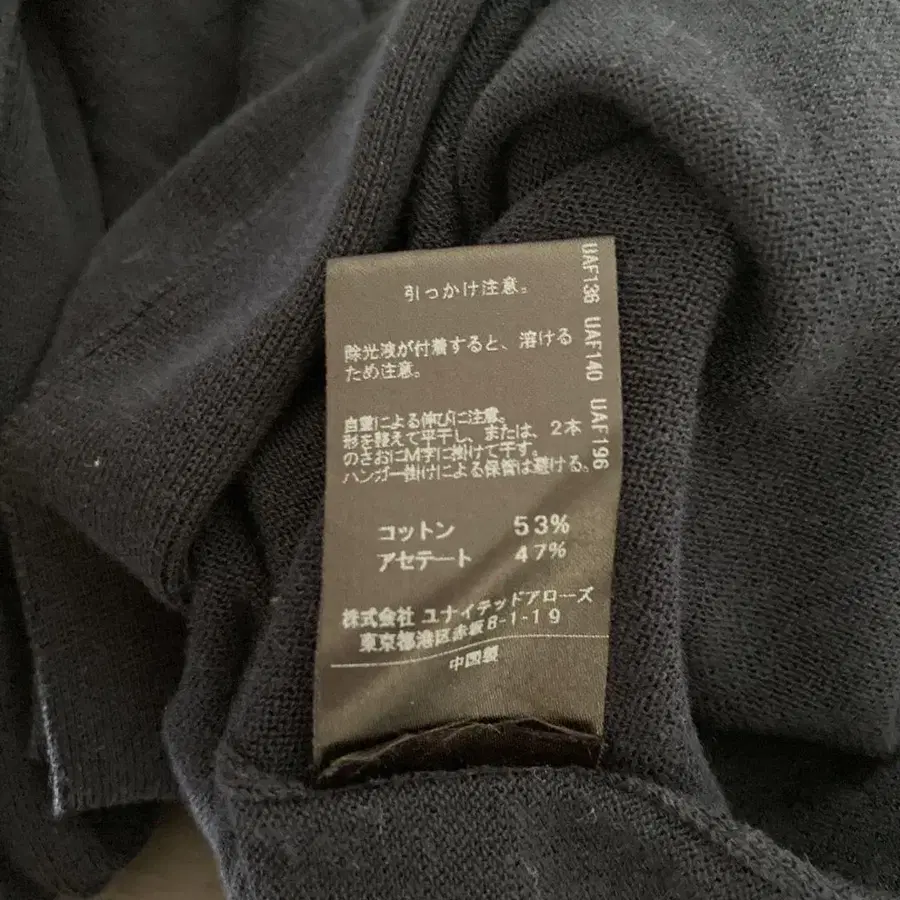 引っかけ注意。
除光液が付着すると、溶ける
ため注意。
自重による伸びに注意。
形を整えて平干し、または、2本
のさおにM字に掛けて干す。
ハンガー掛けによる保管は避ける。
コットン 53%
アセテート 47%
株式会社 ユナイテッドアローズ
東京都港区赤坂8-1-19
中国製
UAF136 UAF140 UAF196